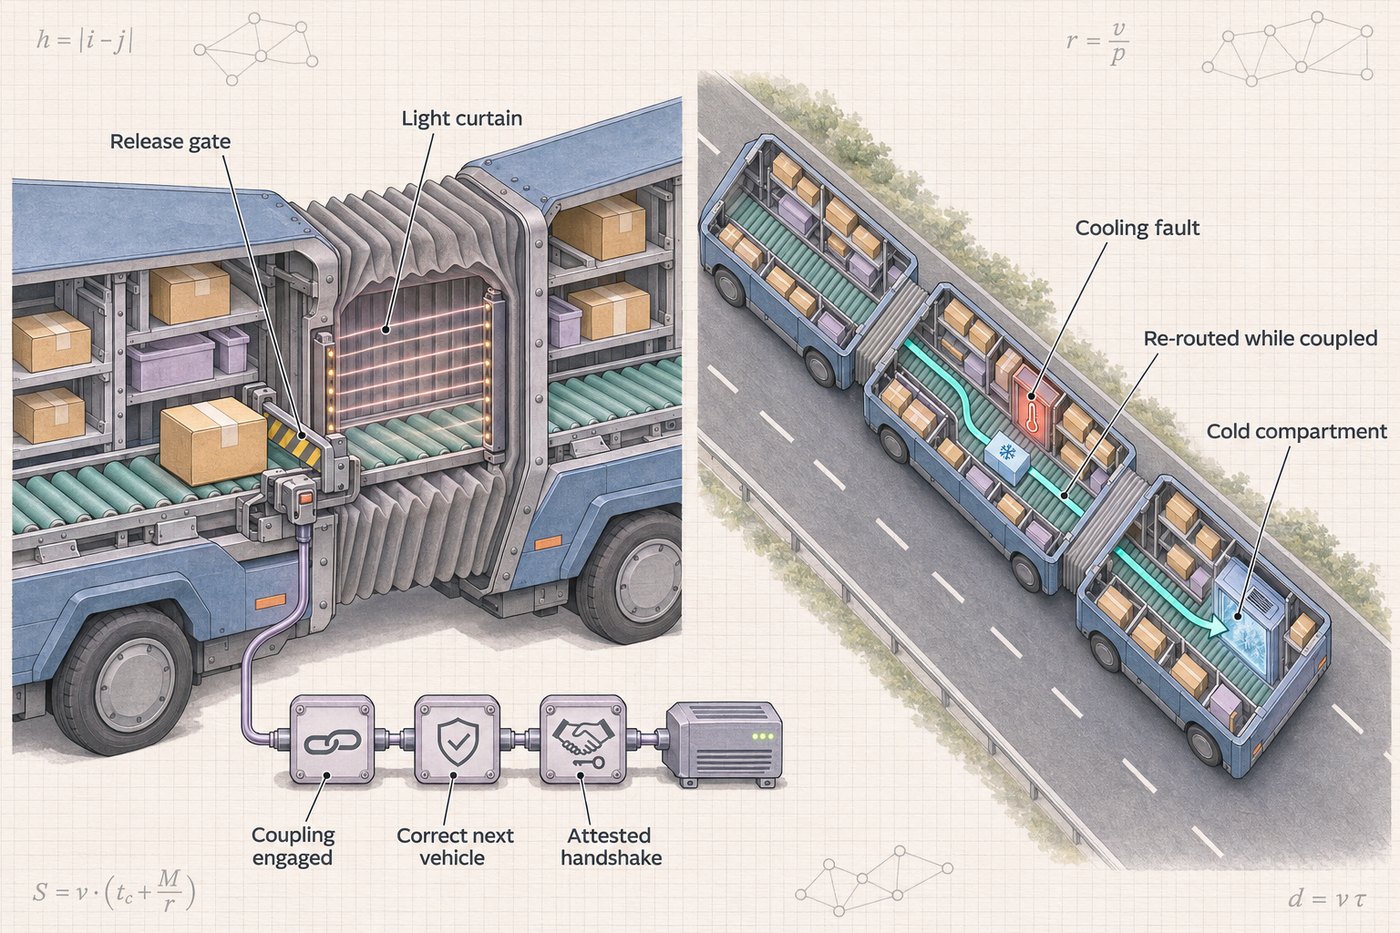 h = |i – j|
r = v/p
Light curtain
Release gate
Cooling fault
Re-routed while coupled
Cold compartment
Coupling
engaged
Correct next
vehicle
Attested
handshake
S = v · (t_c + M/r)
d = v τ